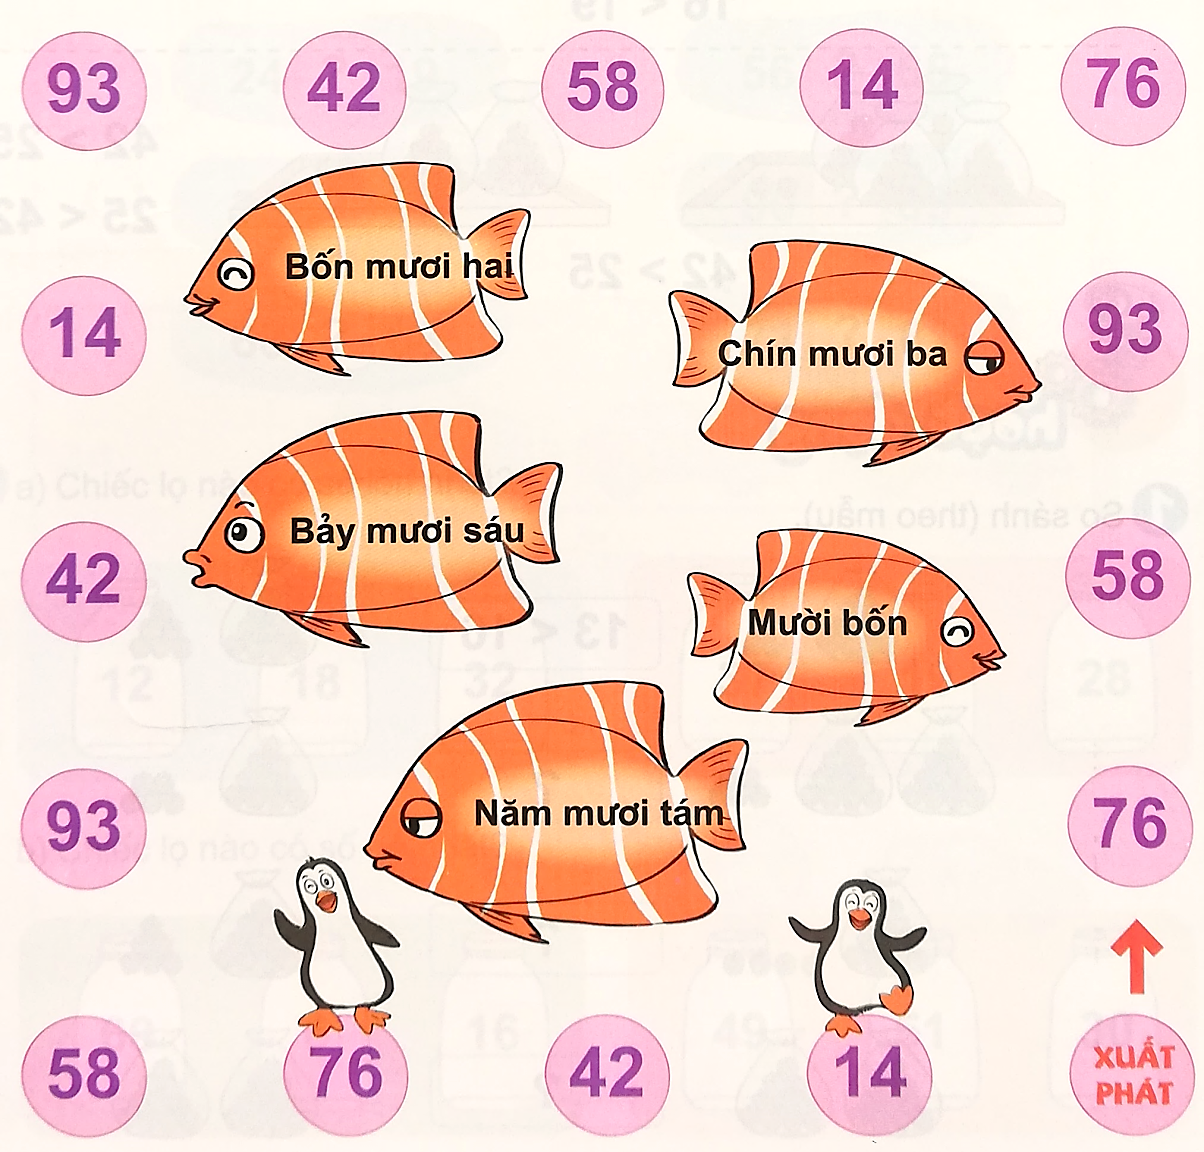 93 42 58 14 76
Bốn mươi hai
14 93
Chín mươi ba
Bảy mươi sáu
42 58
Mười bốn
93 76
Năm mươi tám
58 76 42 14 XUẤT
PHÁT